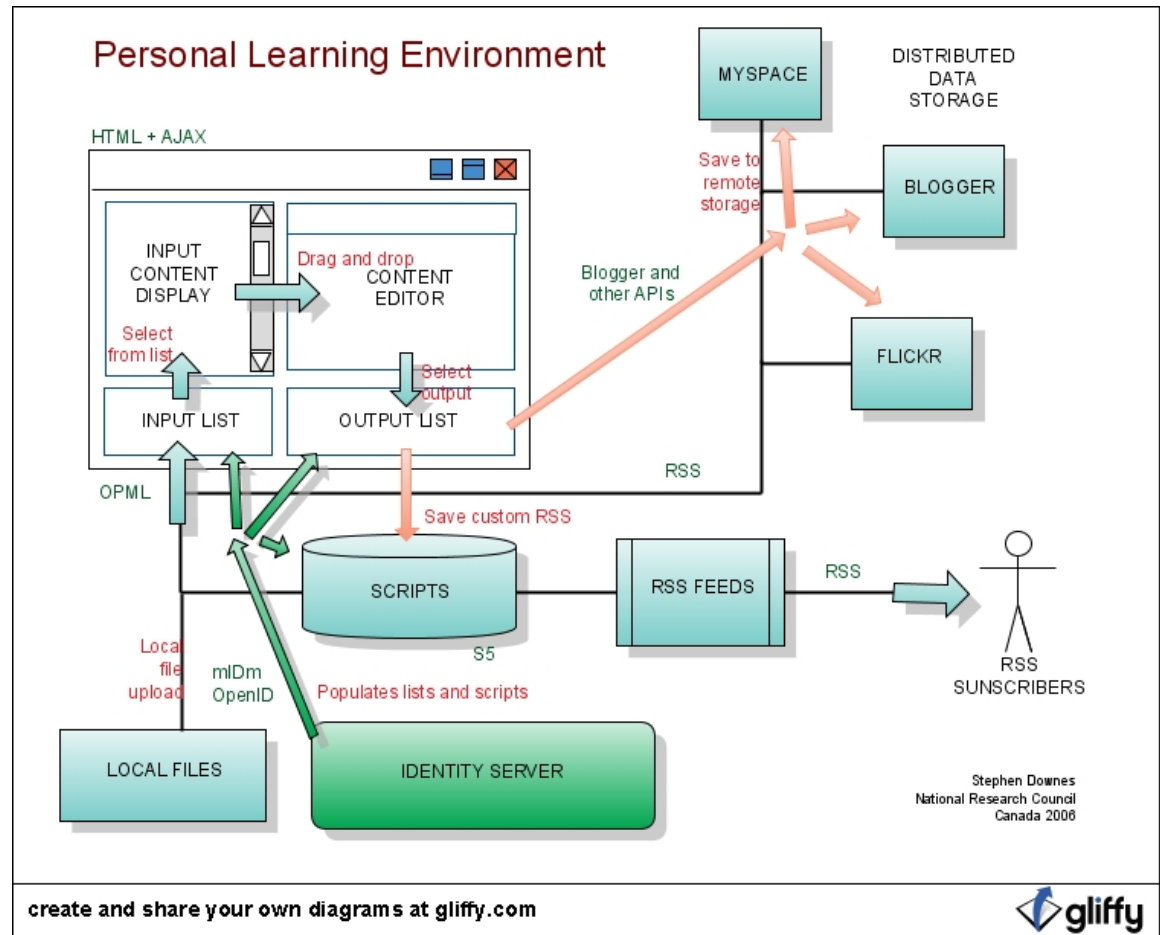 Personal Learning Environment
MYSPACE
DISTRIBUTED
DATA
STORAGE
HTML + AJAX
Save to
remote
storage
BLOGGER
INPUT
CONTENT
DISPLAY
Drag and drop
CONTENT
EDITOR
Blogger and
other APIs
Select
from list
FLICKR
Select
output
INPUT LIST
OUTPUT LIST
RSS
OPML
Save custom RSS
SCRIPTS
RSS FEEDS
RSS
S5
Local
file
upload
mIDm
OpenID
Populates lists and scripts
RSS
SUNSCRIBERS
LOCAL FILES
IDENTITY SERVER
Stephen Downes
National Research Council
Canada 2006
create and share your own diagrams at gliffy.com
gliffy